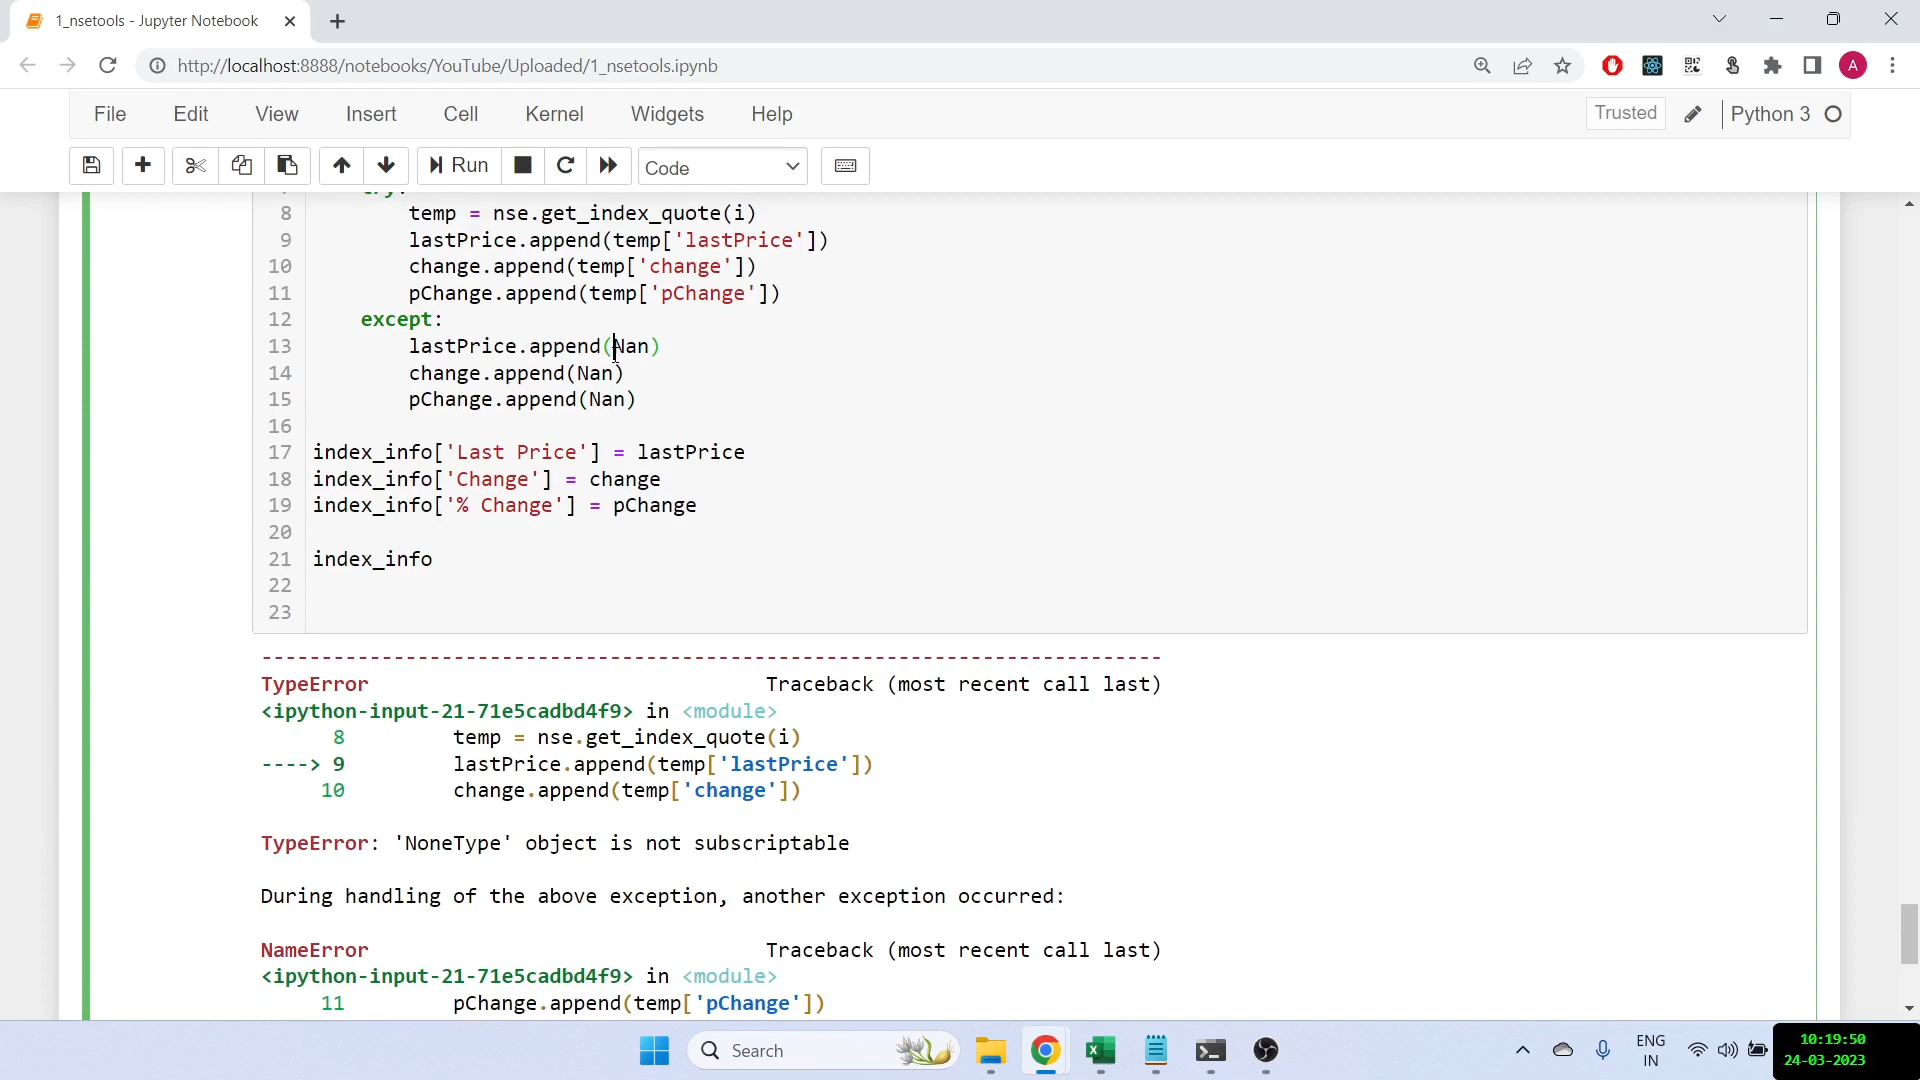 1_nsetools - Jupyter Notebook
http://localhost:8888/notebooks/YouTube/Uploaded/1_nsetools.ipynb
A
File Edit View Insert Cell Kernel Widgets Help Trusted Python 3
Run Code
try:
8 temp = nse.get_index_quote(i)
9 lastPrice.append(temp['lastPrice'])
10 change.append(temp['change'])
11 pChange.append(temp['pChange'])
12 except:
13 lastPrice.append(Nan)
14 change.append(Nan)
15 pChange.append(Nan)
16
17 index_info['Last Price'] = lastPrice
18 index_info['Change'] = change
19 index_info['% Change'] = pChange
20
21 index_info
22
23
---------------------------------------------------------------------------
TypeError Traceback (most recent call last)
<ipython-input-21-71e5cadbd4f9> in <module>
8 temp = nse.get_index_quote(i)
----> 9 lastPrice.append(temp['lastPrice'])
10 change.append(temp['change'])
TypeError: 'NoneType' object is not subscriptable
During handling of the above exception, another exception occurred:
NameError Traceback (most recent call last)
<ipython-input-21-71e5cadbd4f9> in <module>
11 pChange.append(temp['pChange'])
Search
ENG
IN
10:19:50
24-03-2023